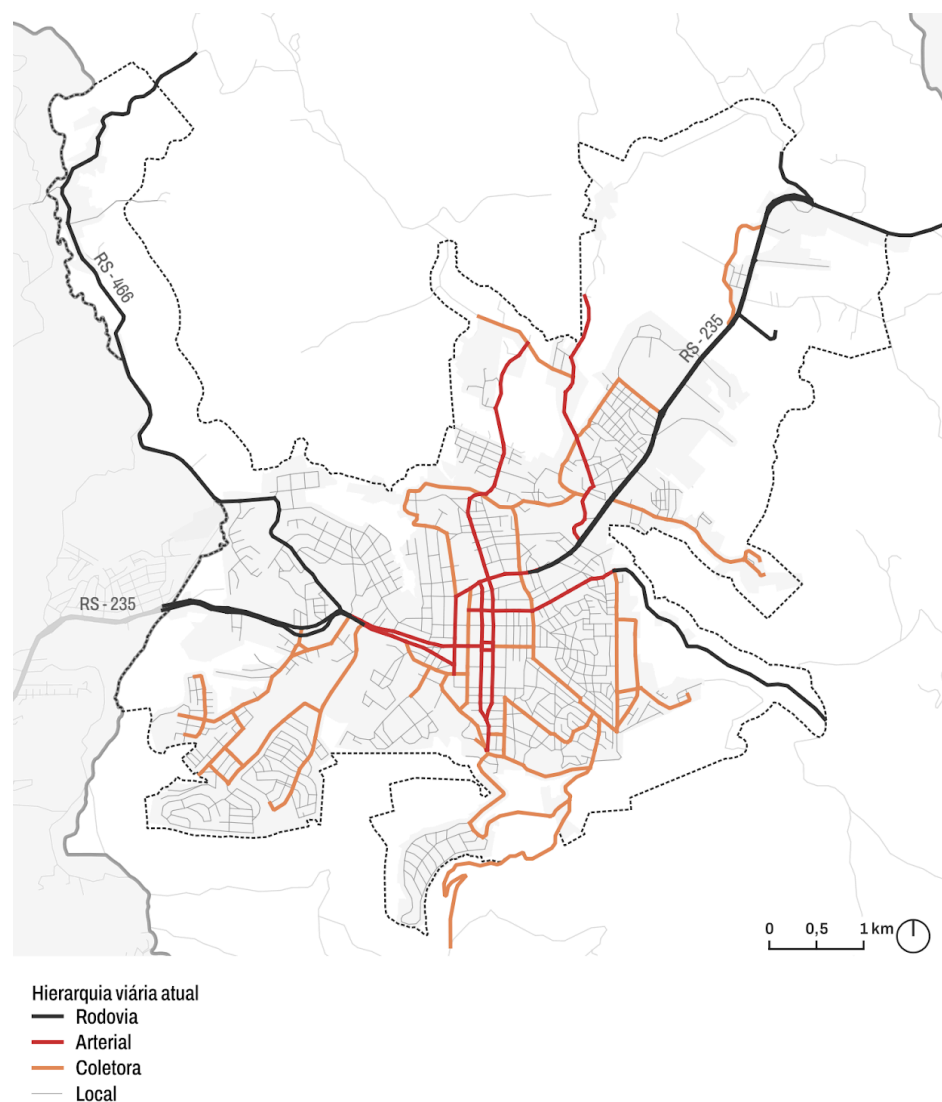 RS - 466
RS - 235
RS - 235
0 0,5 1 km
Hierarquia viária atual
Rodovia
Arterial
Coletora
Local